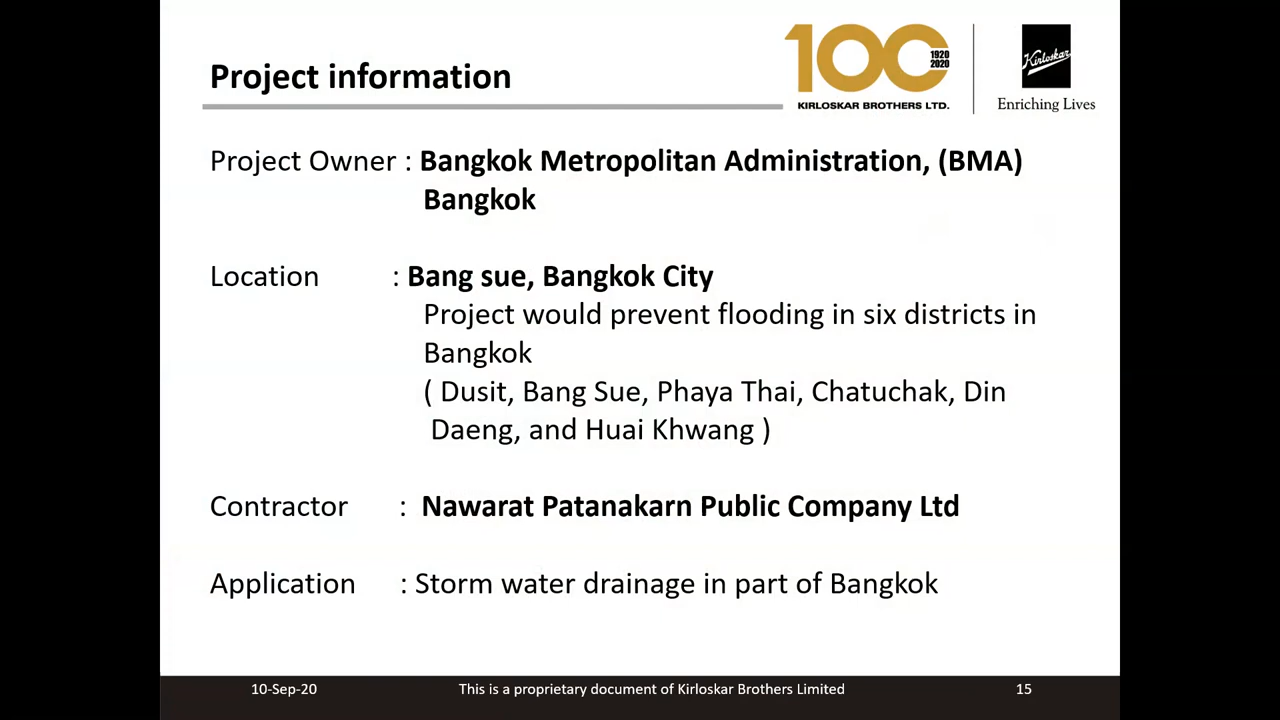 Project information
100
1920
2020
KIRLOSKAR BROTHERS LTD.
Kirloskar
Enriching Lives
Project Owner : Bangkok Metropolitan Administration, (BMA)
Bangkok
Location : Bang sue, Bangkok City
Project would prevent flooding in six districts in
Bangkok
( Dusit, Bang Sue, Phaya Thai, Chatuchak, Din
Daeng, and Huai Khwang )
Contractor : Nawarat Patanakarn Public Company Ltd
Application : Storm water drainage in part of Bangkok
10-Sep-20 This is a proprietary document of Kirloskar Brothers Limited 15